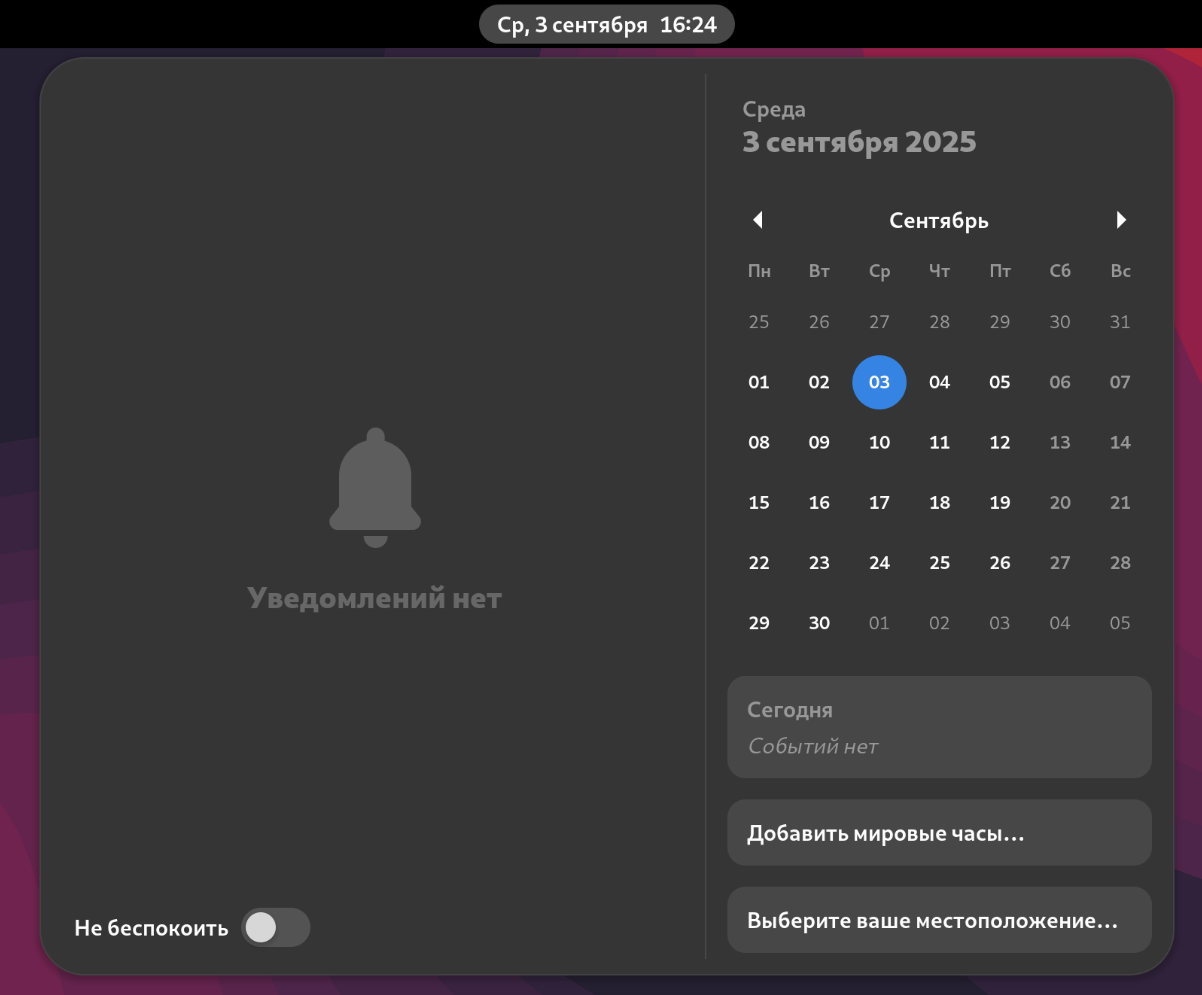 Ср, 3 сентября 16:24
Уведомлений нет
Не беспокоить
Среда
3 сентября 2025
Сентябрь
Пн Вт Ср Чт Пт Сб Вс
25 26 27 28 29 30 31
01 02 03 04 05 06 07
08 09 10 11 12 13 14
15 16 17 18 19 20 21
22 23 24 25 26 27 28
29 30 01 02 03 04 05
Сегодня
Событий нет
Добавить мировые часы…
Выберите ваше местоположение…